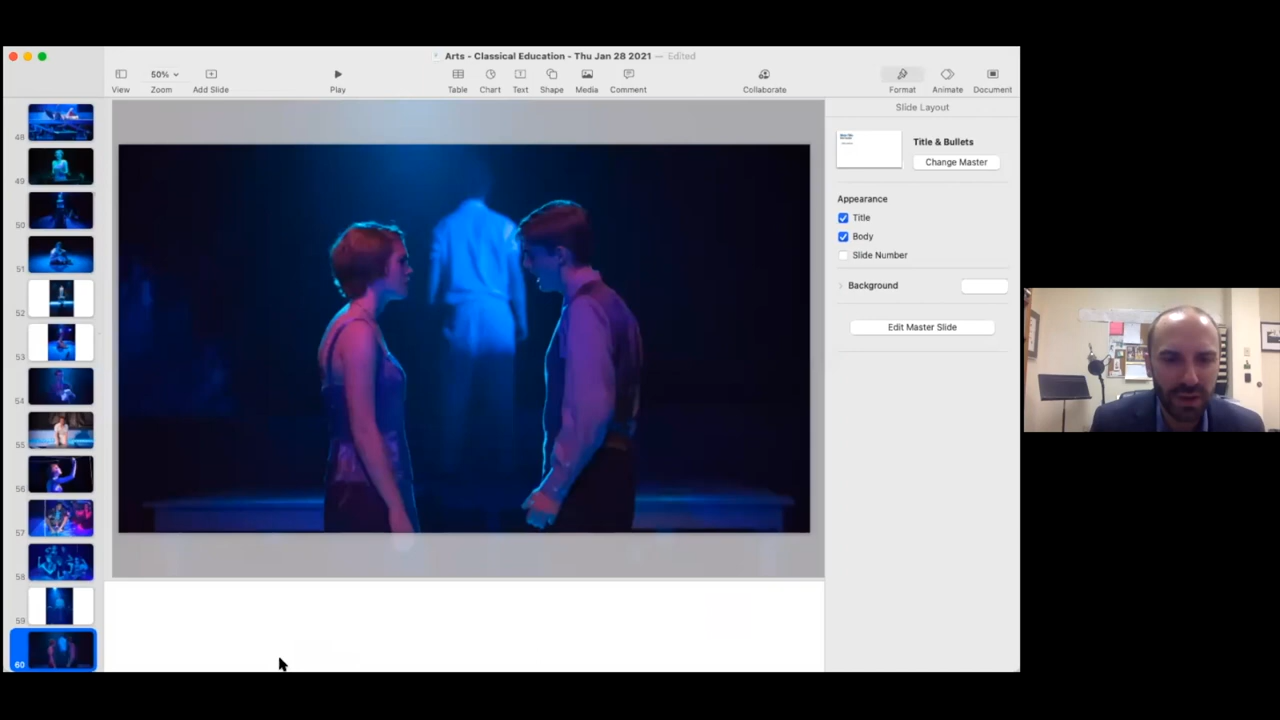 Arts - Classical Education - Thu Jan 28 2021 — Edited
50%
View
Zoom
Add Slide
Play
Table
Chart
Text
Shape
Media
Comment
Collaborate
Format
Animate
Document
Slide Layout
Title & Bullets
Change Master
Appearance
Title
Body
Slide Number
Background
Edit Master Slide
48
49
50
51
52
53
54
55
56
57
58
59
60